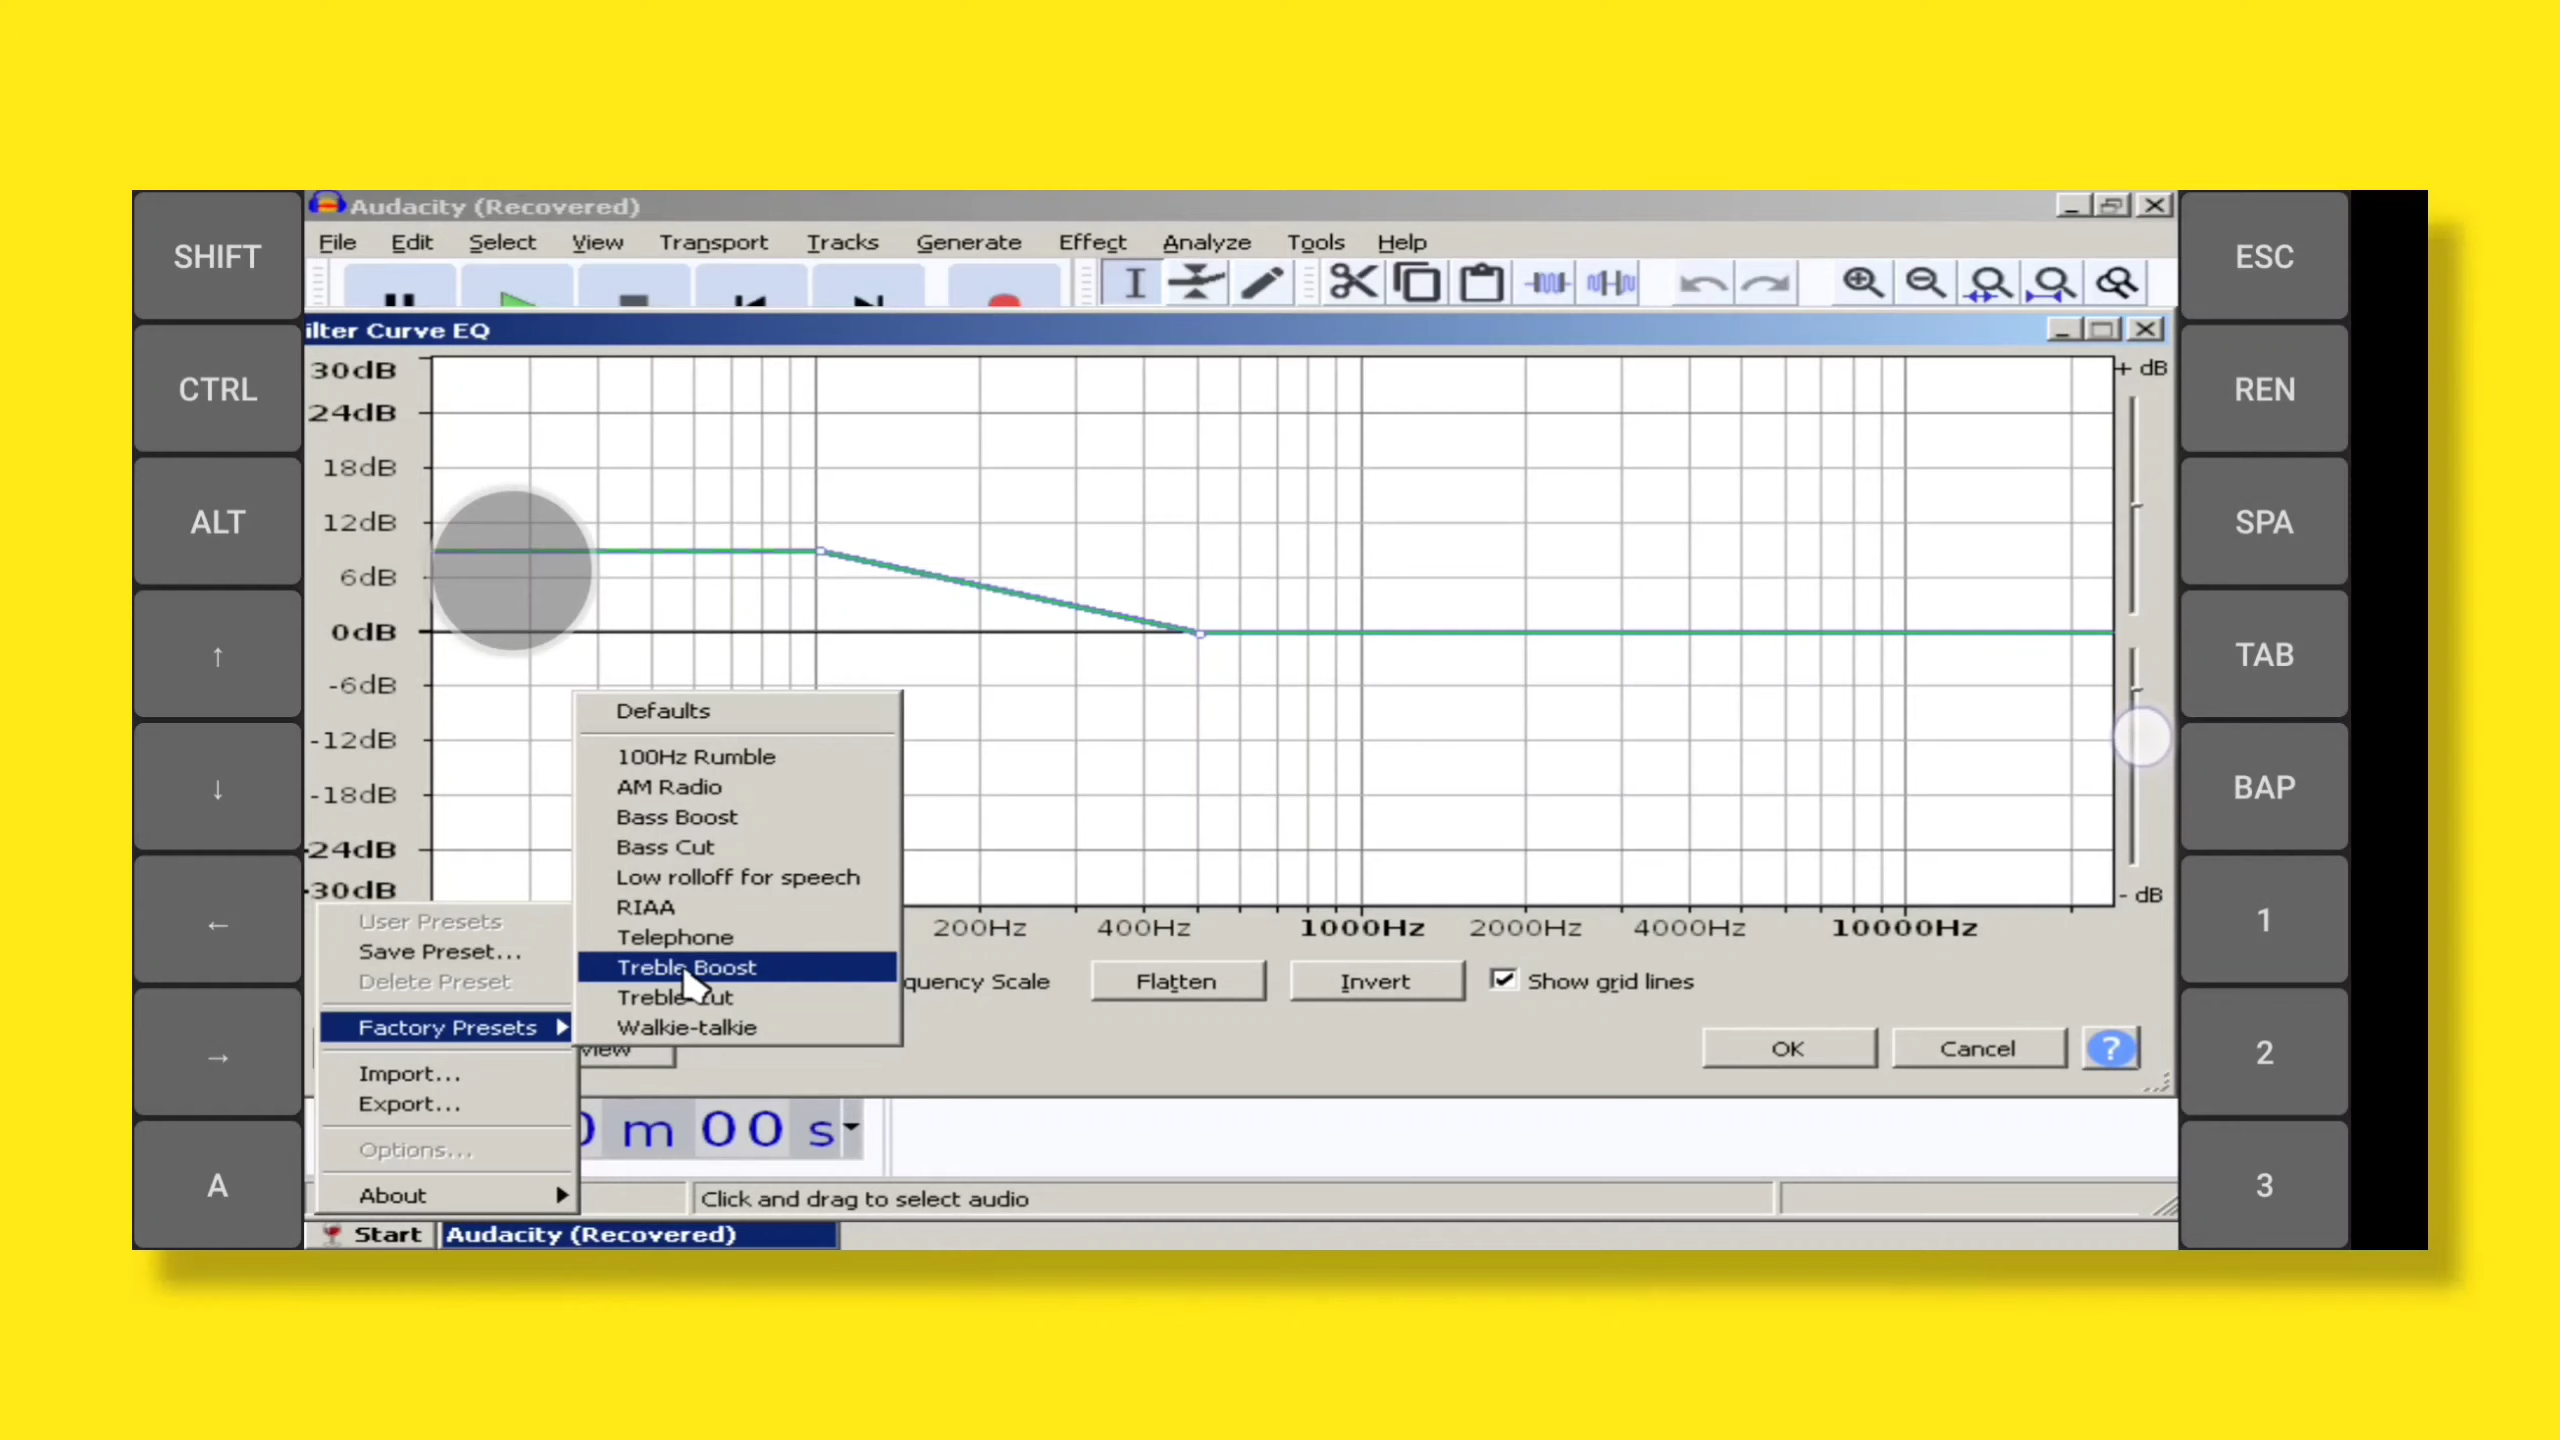 SHIFT
CTRL
ALT
↑
↓
←
→
A
Audacity (Recovered)
File Edit Select View Transport Tracks Generate Effect Analyze Tools Help
ilter Curve EQ
30dB
24dB
18dB
12dB
6dB
0dB
-6dB
-12dB
-18dB
-24dB
-30dB
+ dB
- dB
200Hz 400Hz 1000Hz 2000Hz 4000Hz 10000Hz
Defaults
100Hz Rumble
AM Radio
Bass Boost
Bass Cut
Low rolloff for speech
RIAA
Telephone
Treble Boost
Treble Cut
Walkie-talkie
User Presets
Save Preset...
Delete Preset
Factory Presets
Import...
Export...
Options...
About
quency Scale Flatten Invert Show grid lines
view OK Cancel ?
0 m 00 s
Click and drag to select audio
Start Audacity (Recovered)
ESC
REN
SPA
TAB
BAP
1
2
3